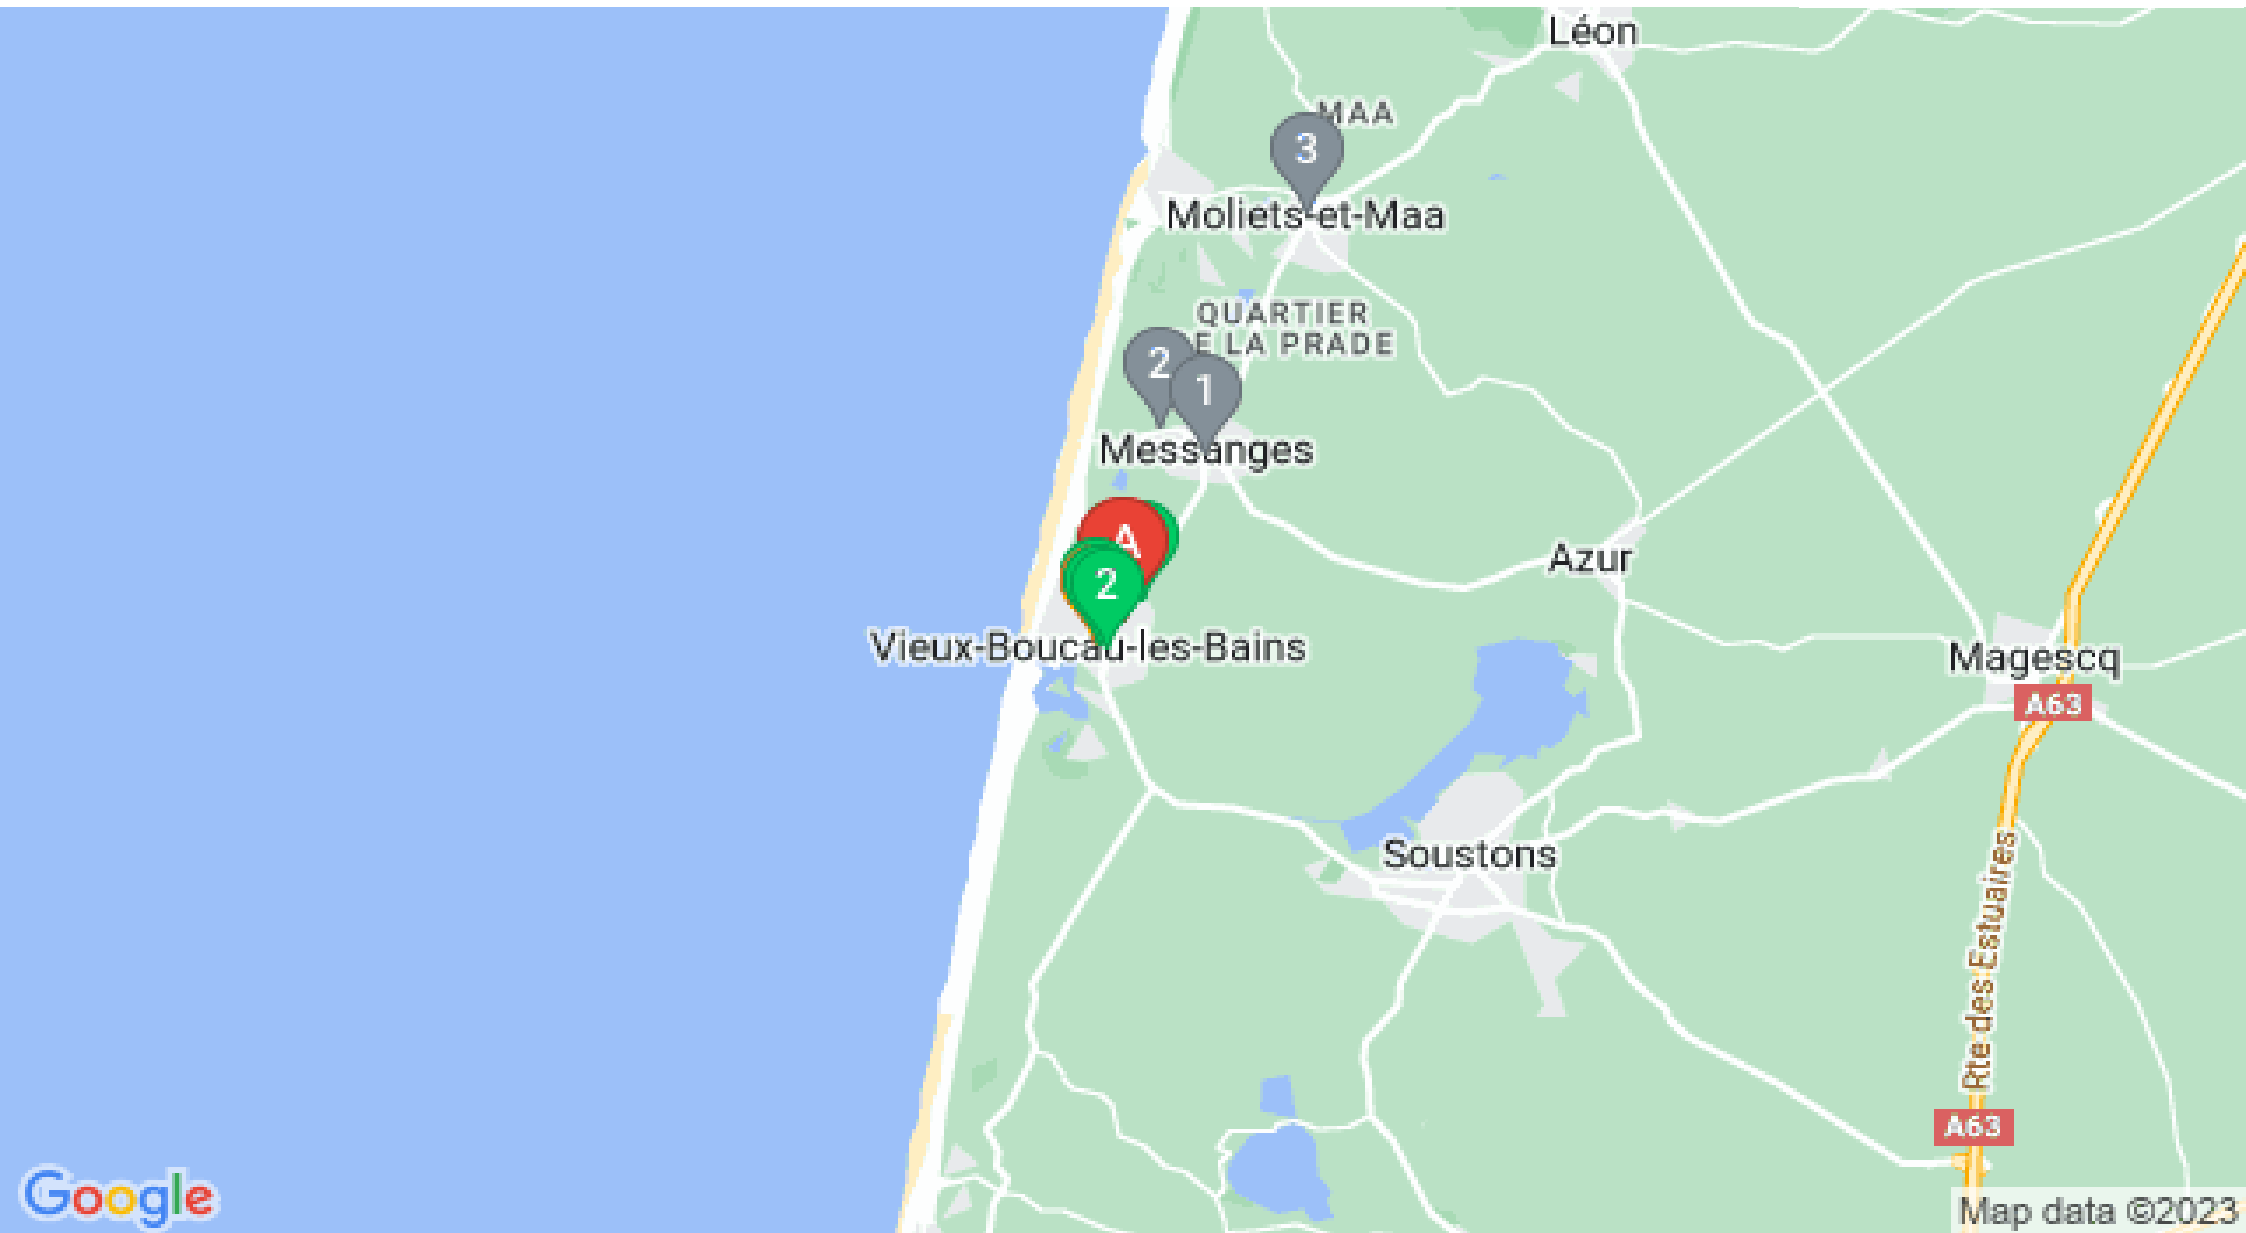 Léon
MAA
3
Moliets-et-Maa
QUARTIER
E LA PRADE
2
1
Messanges
A
2
Azur
Vieux-Boucau-les-Bains
Magescq
A63
Soustons
Rte des Estuaires
A63
Google
Map data ©2023